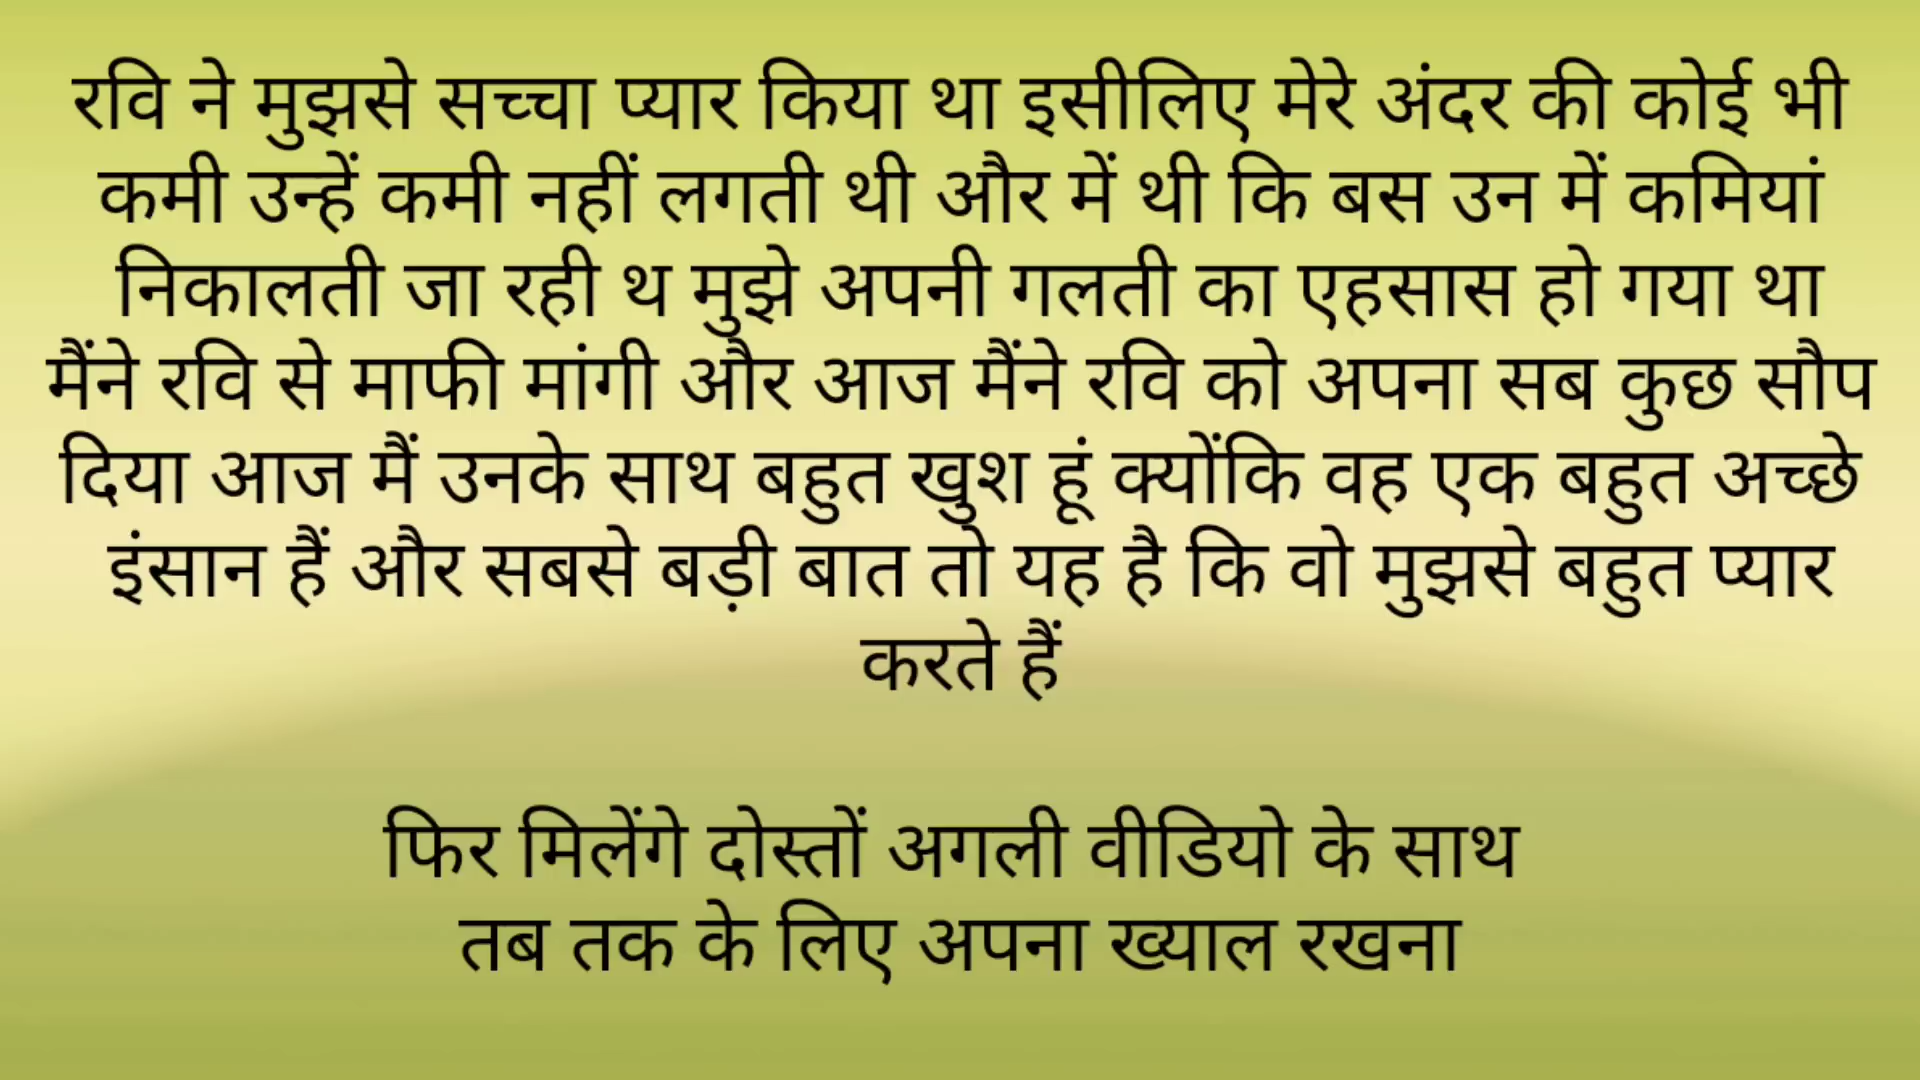 रवि ने मुझसे सच्चा प्यार किया था इसीलिए मेरे अंदर की कोई भी
कमी उन्हें कमी नहीं लगती थी और में थी कि बस उन में कमियां
निकालती जा रही थ मुझे अपनी गलती का एहसास हो गया था
मैंने रवि से माफी मांगी और आज मैंने रवि को अपना सब कुछ सौप
दिया आज मैं उनके साथ बहुत खुश हूं क्योंकि वह एक बहुत अच्छे
इंसान हैं और सबसे बड़ी बात तो यह है कि वो मुझसे बहुत प्यार
करते हैं
फिर मिलेंगे दोस्तों अगली वीडियो के साथ
तब तक के लिए अपना ख्याल रखना